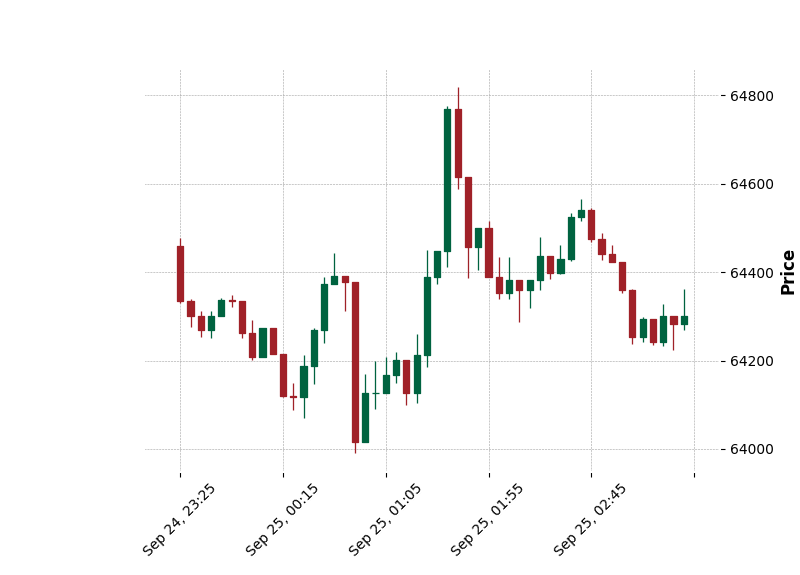 64800
64600
64400
64200
64000
Price
Sep 24, 23:25
Sep 25, 00:15
Sep 25, 01:05
Sep 25, 01:55
Sep 25, 02:45